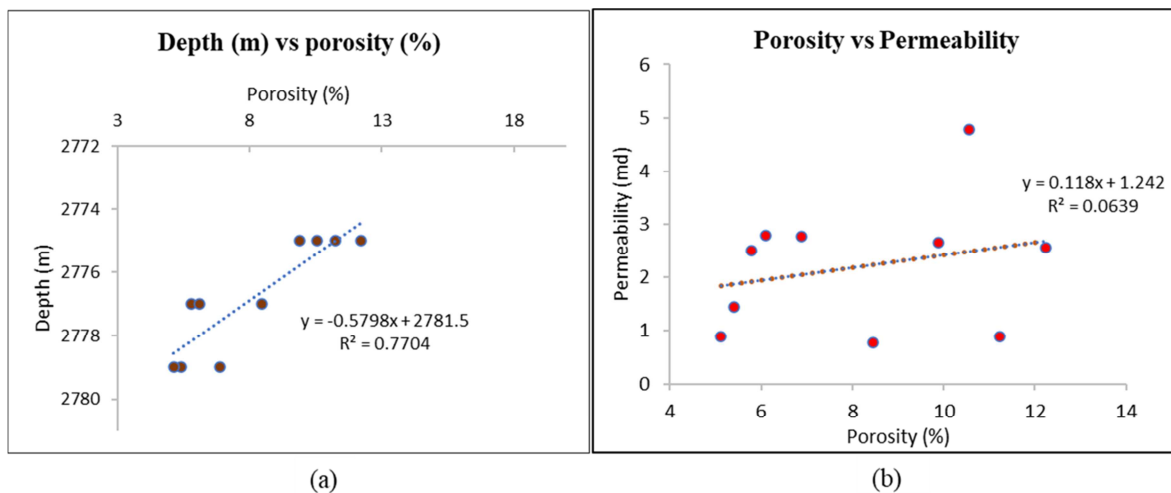 Depth (m) vs porosity (%)
Porosity (%)
3 8 13 18
2772
2774
2776
2778
2780
Depth (m)
y = -0.5798x + 2781.5
R² = 0.7704
(a)
Porosity vs Permeability
6
5
4
3
2
1
0
Permeability (md)
y = 0.118x + 1.242
R² = 0.0639
4 6 8 10 12 14
Porosity (%)
(b)